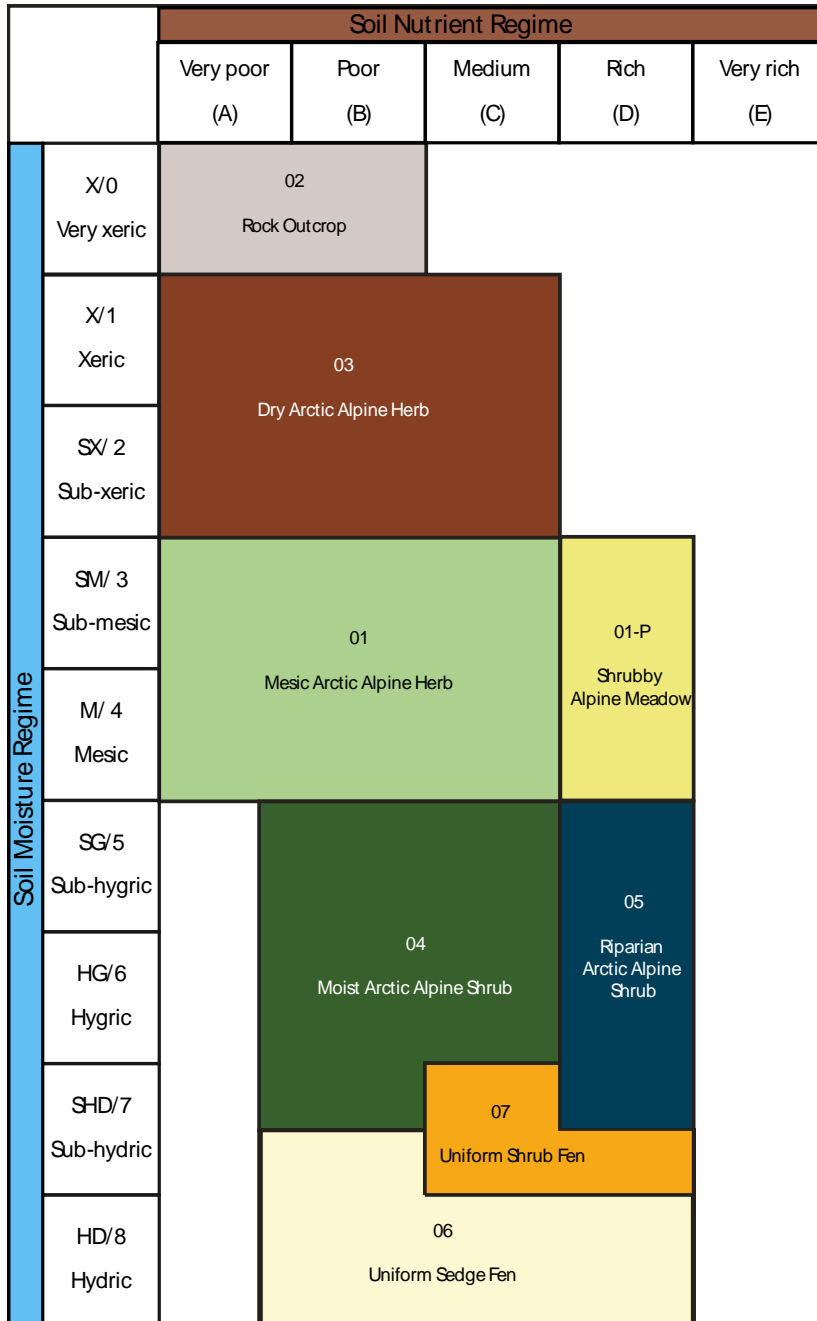 Soil Nutrient Regime
Very poor
(A)
Poor
(B)
Medium
(C)
Rich
(D)
Very rich
(E)
Soil Moisture Regime
X/0
Very xeric
02
Rock Outcrop
X/1
Xeric
03
Dry Arctic Alpine Herb
SX/ 2
Sub-xeric
SM/ 3
Sub-mesic
01
Mesic Arctic Alpine Herb
01-P
Shrubby
Alpine Meadow
M/ 4
Mesic
SG/5
Sub-hygric
04
Moist Arctic Alpine Shrub
05
Riparian
Arctic Alpine
Shrub
HG/6
Hygric
SHD/7
Sub-hydric
07
Uniform Shrub Fen
HD/8
Hydric
06
Uniform Sedge Fen